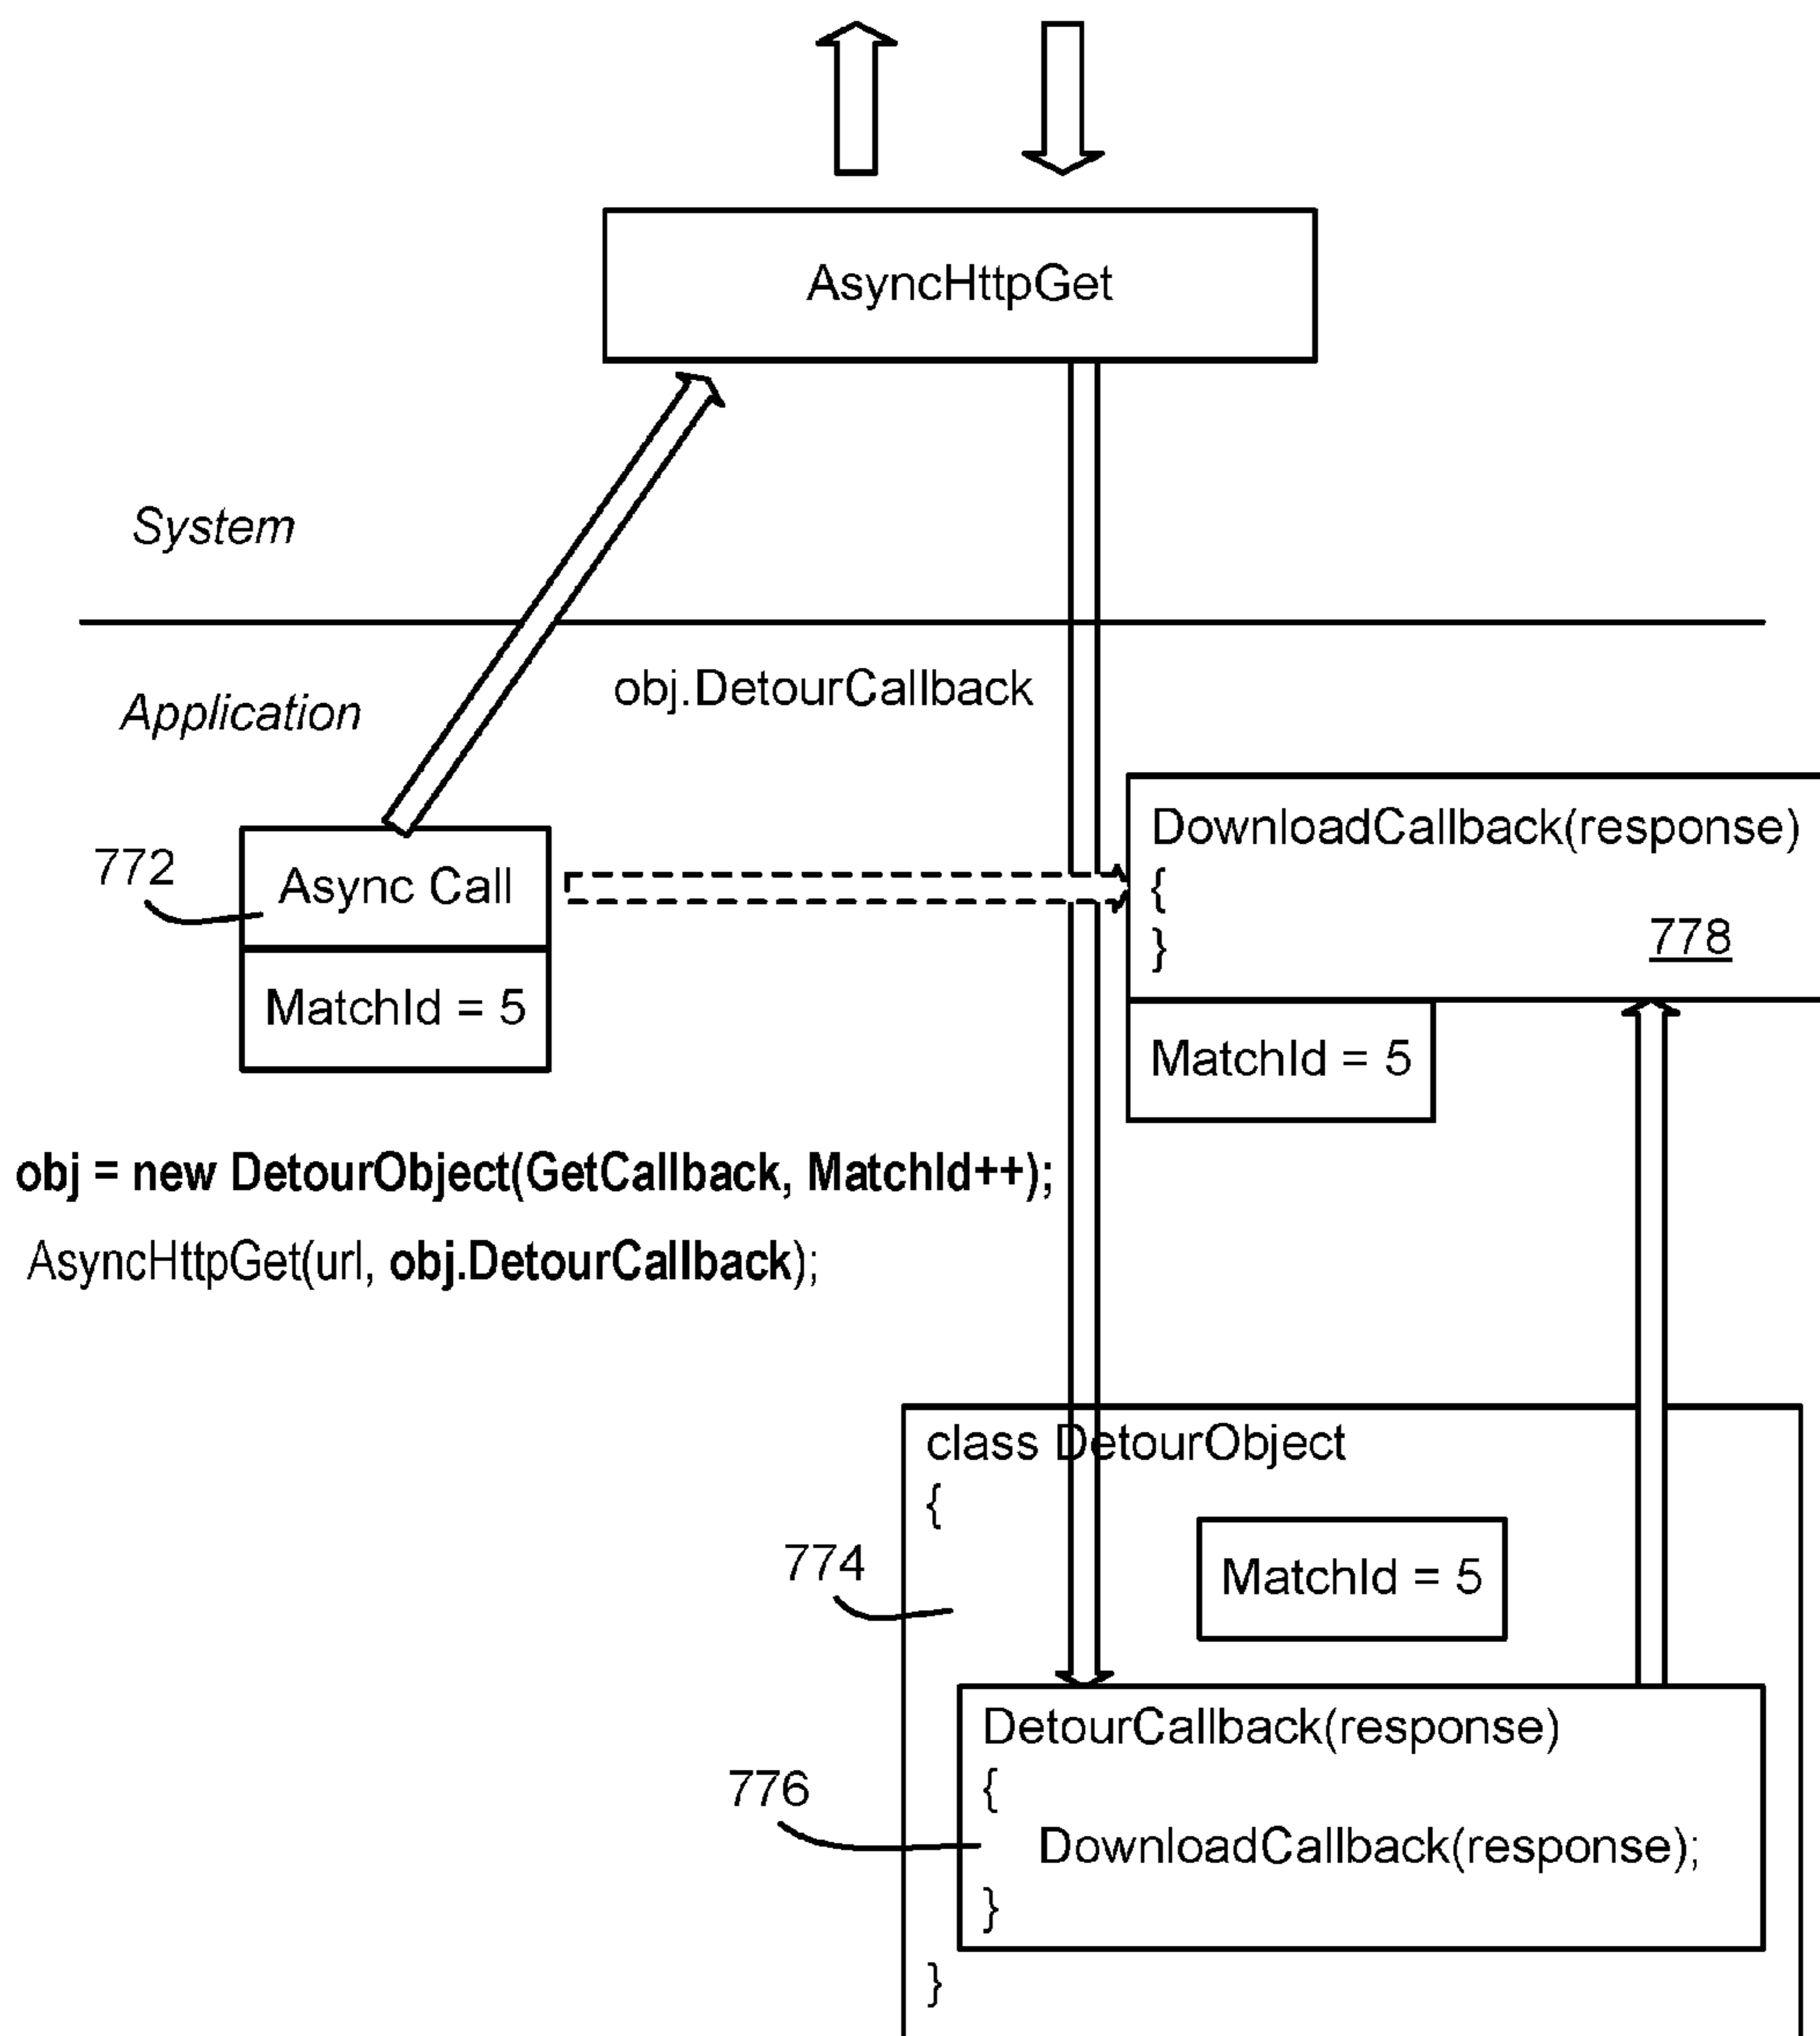 AsyncHttpGet
System
Application
obj.DetourCallback
772
Async Call
MatchId = 5
DownloadCallback(response)
{
}
778
MatchId = 5
obj = new DetourObject(GetCallback, MatchId++);
AsyncHttpGet(url, obj.DetourCallback);
class DetourObject
{
774
MatchId = 5
DetourCallback(response)
{
776
DownloadCallback(response);
}
}